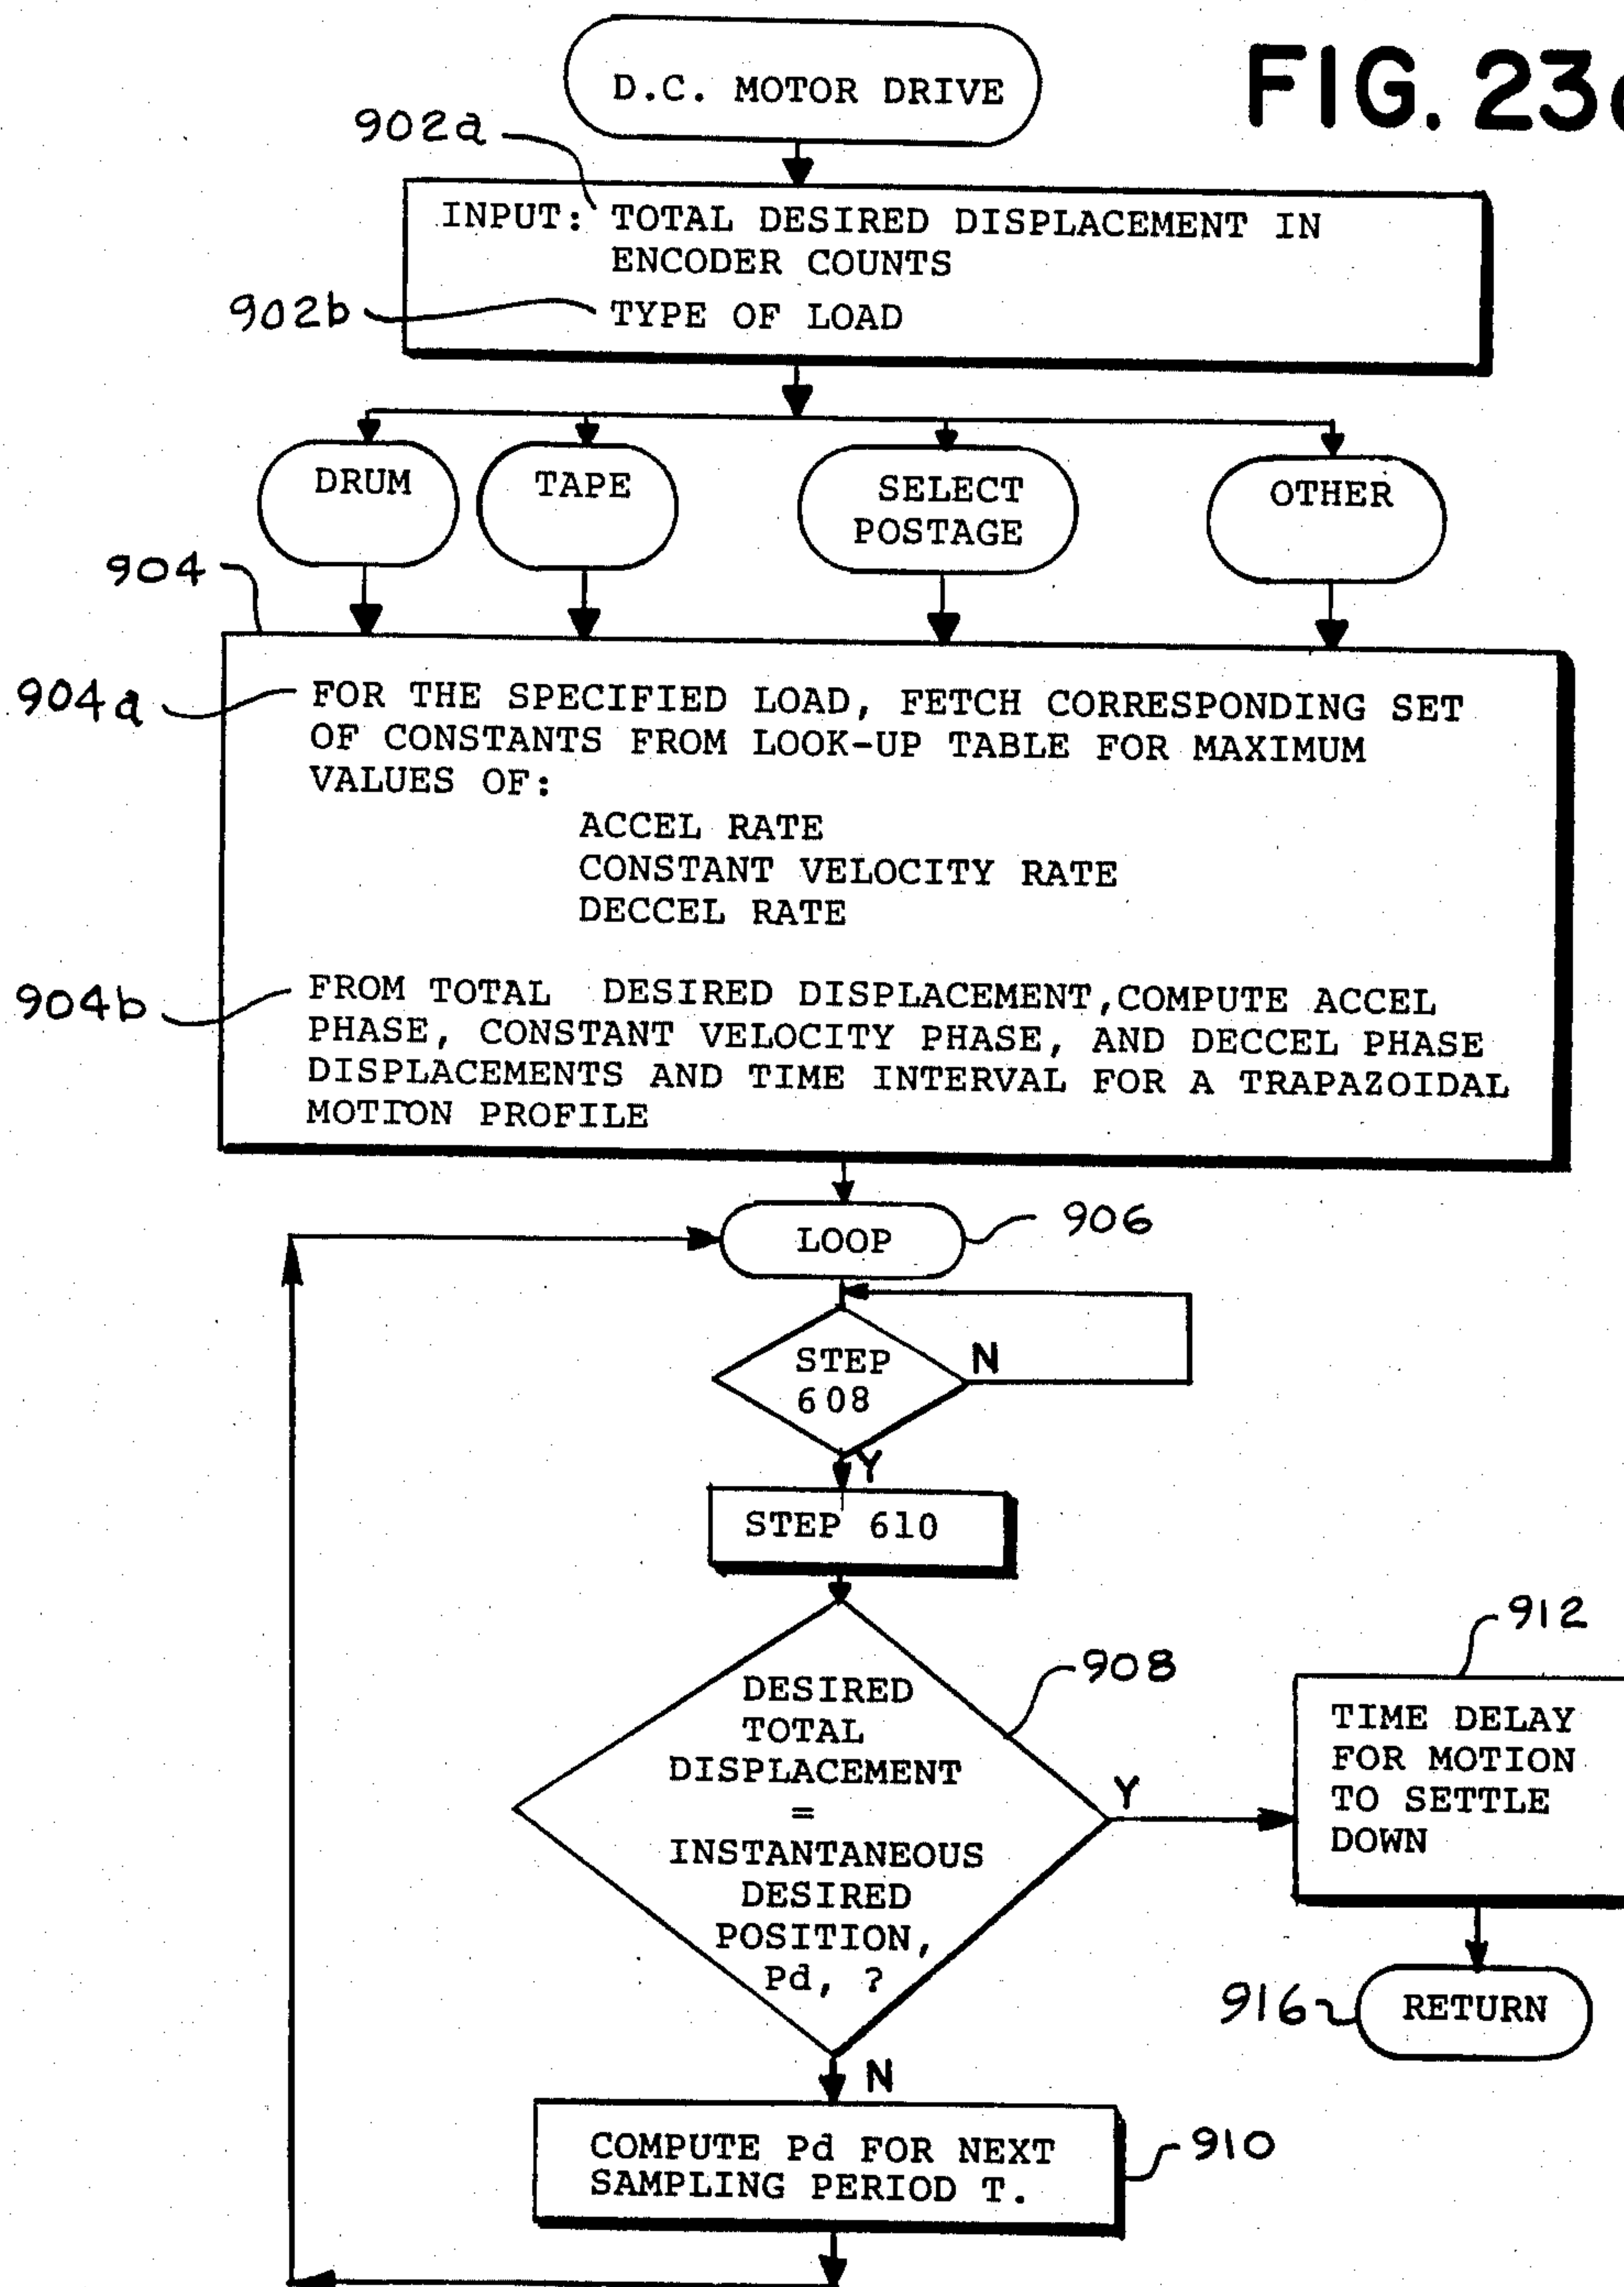 FIG. 23
D.C. MOTOR DRIVE
902a
INPUT: TOTAL DESIRED DISPLACEMENT IN
ENCODER COUNTS
902b
TYPE OF LOAD
DRUM
TAPE
SELECT
POSTAGE
OTHER
904
904a
FOR THE SPECIFIED LOAD, FETCH CORRESPONDING SET
OF CONSTANTS FROM LOOK-UP TABLE FOR MAXIMUM
VALUES OF:
ACCEL RATE
CONSTANT VELOCITY RATE
DECCEL RATE
904b
FROM TOTAL DESIRED DISPLACEMENT,COMPUTE ACCEL
PHASE, CONSTANT VELOCITY PHASE, AND DECCEL PHASE
DISPLACEMENTS AND TIME INTERVAL FOR A TRAPAZOIDAL
MOTION PROFILE
LOOP
906
STEP
608
N
Y
STEP 610
908
DESIRED
TOTAL
DISPLACEMENT
=
INSTANTANEOUS
DESIRED
POSITION,
Pd, ?
Y
912
TIME DELAY
FOR MOTION
TO SETTLE
DOWN
916
RETURN
N
COMPUTE Pd FOR NEXT
SAMPLING PERIOD T.
910